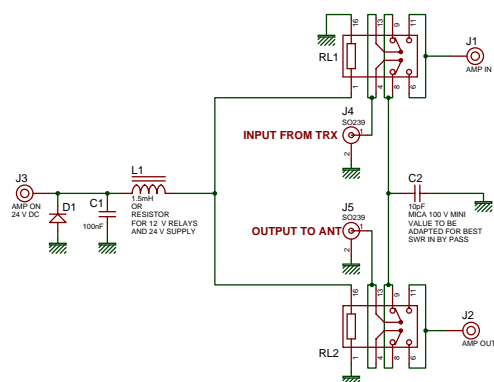 16
13
9
11
J1
RL1
AMP IN
1
4
8
6
J4
SO239
INPUT FROM TRX
1
2
J3
AMP ON
24 V DC
D1
C1
100nF
L1
1.5mH
OR
RESISTOR
FOR 12 V RELAYS
AND 24 V SUPPLY
C2
10pF
MICA 100 V MINI
VALUE TO BE
ADAPTED FOR BEST
SWR IN BY PASS
J5
SO239
OUTPUT TO ANT
1
2
16
13
9
11
J2
AMP OUT
RL2
1
4
8
6